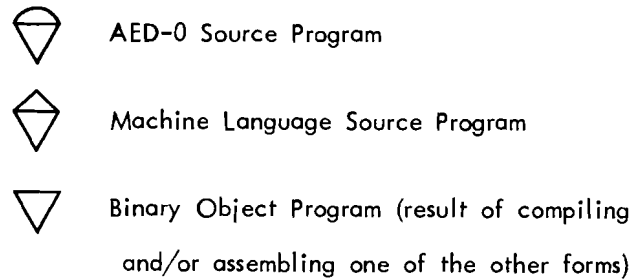 AED-0 Source Program
Machine Language Source Program
Binary Object Program (result of compiling
and/or assembling one of the other forms)